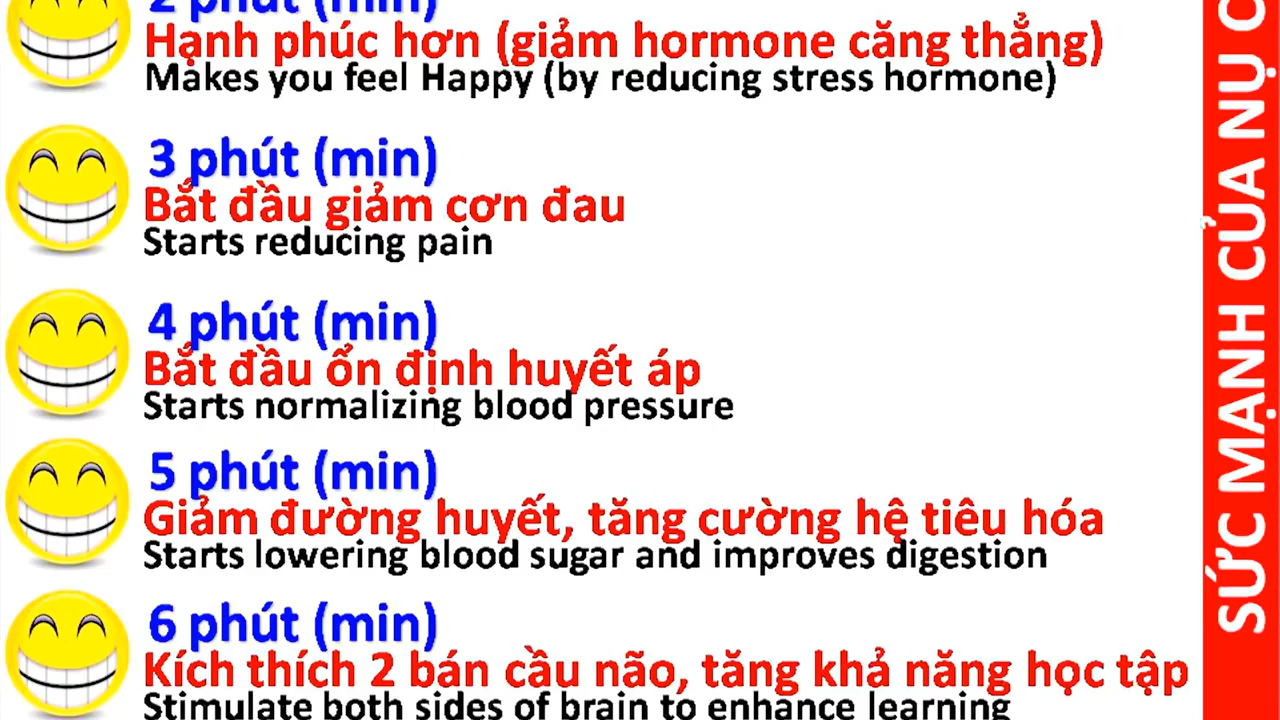 2 phút (min)
Hạnh phúc hơn (giảm hormone căng thẳng)
Makes you feel Happy (by reducing stress hormone)
3 phút (min)
Bắt đầu giảm cơn đau
Starts reducing pain
4 phút (min)
Bắt đầu ổn định huyết áp
Starts normalizing blood pressure
5 phút (min)
Giảm đường huyết, tăng cường hệ tiêu hóa
Starts lowering blood sugar and improves digestion
6 phút (min)
Kích thích 2 bán cầu não, tăng khả năng học tập
Stimulate both sides of brain to enhance learning
SỨC MẠNH CỦA NỤ